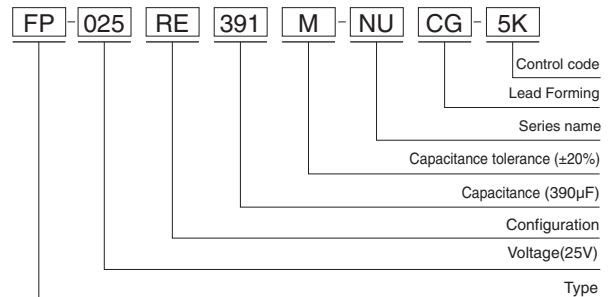 FP-025 RE 391 M-NU CG-5K
Control code
Lead Forming
Series name
Capacitance tolerance (±20%)
Capacitance (390µF)
Configuration
Voltage(25V)
Type